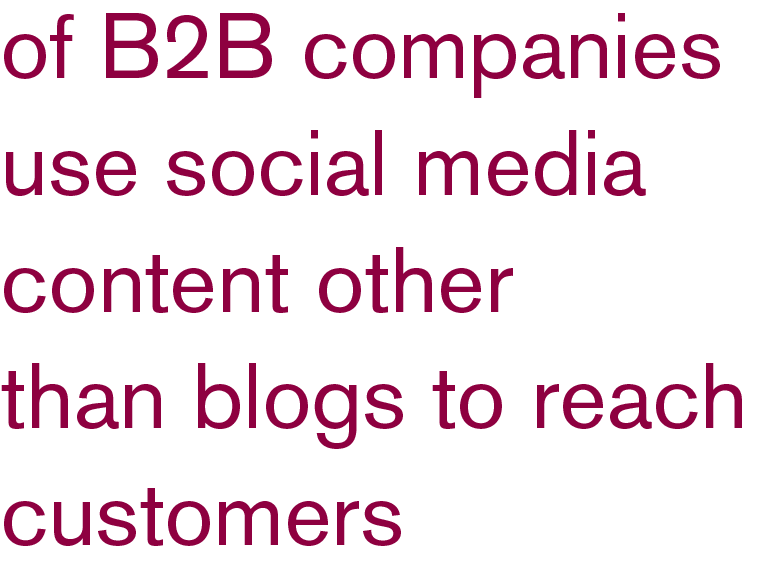 of B2B companies
use social media
content other
than blogs to reach
customers